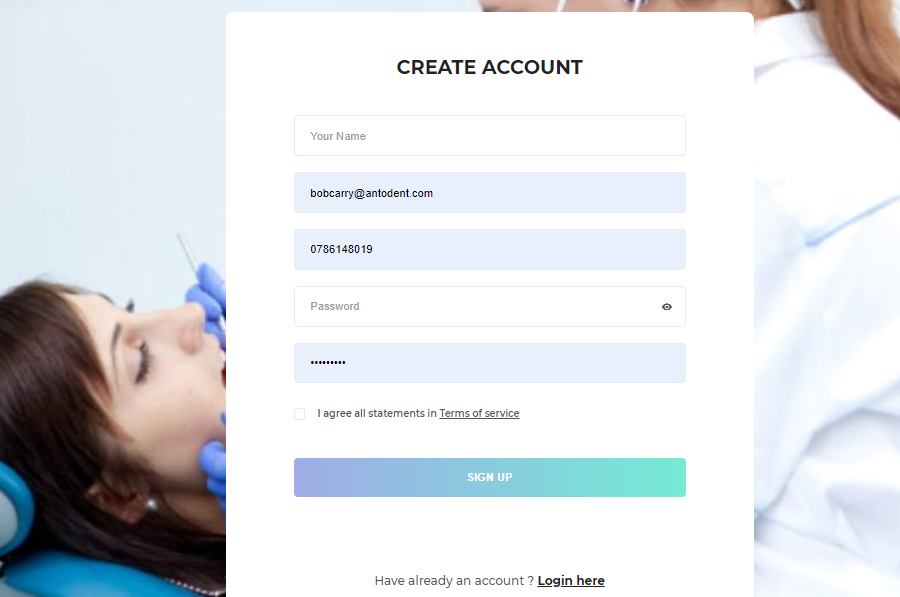 CREATE ACCOUNT
Your Name
bobcarry@antodent.com
0786148019
Password
•••••••••
I agree all statements in Terms of service
SIGN UP
Have already an account ? Login here